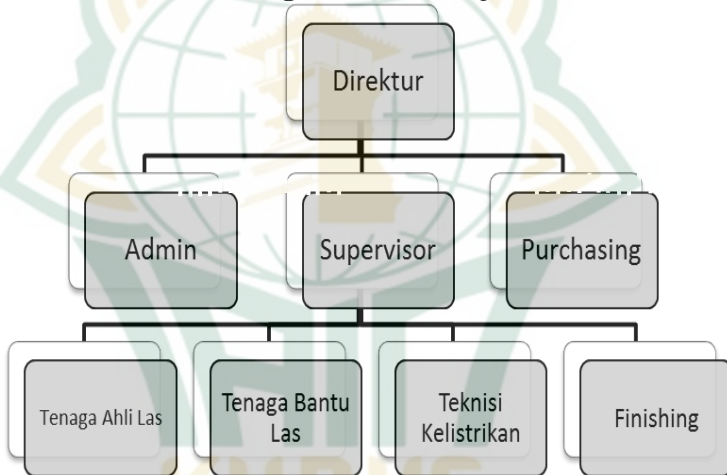 Direktur
Admin
Supervisor
Purchasing
Tenaga Ahli Las
Tenaga Bantu
Las
Teknisi
Kelistrikan
Finishing